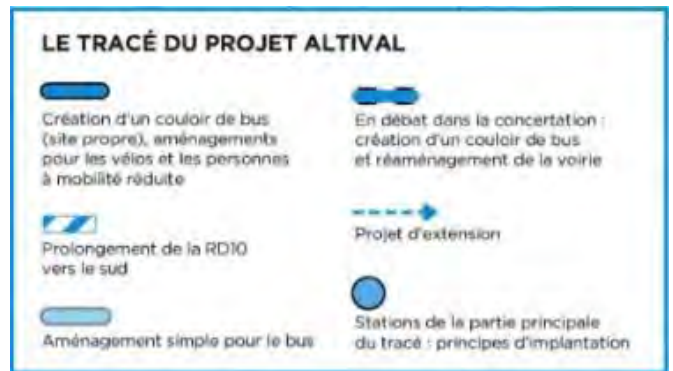 LE TRACÉ DU PROJET ALTIVAL
Création d'un couloir de bus
(site propre), aménagements
pour les vélos et les personnes
à mobilité réduite
Prolongement de la RD10
vers le sud
Aménagement simple pour le bus
En débat dans la concertation :
création d'un couloir de bus
et réaménagement de la voirie
Projet d'extension
Stations de la partie principale
du tracé : principes d'implantation